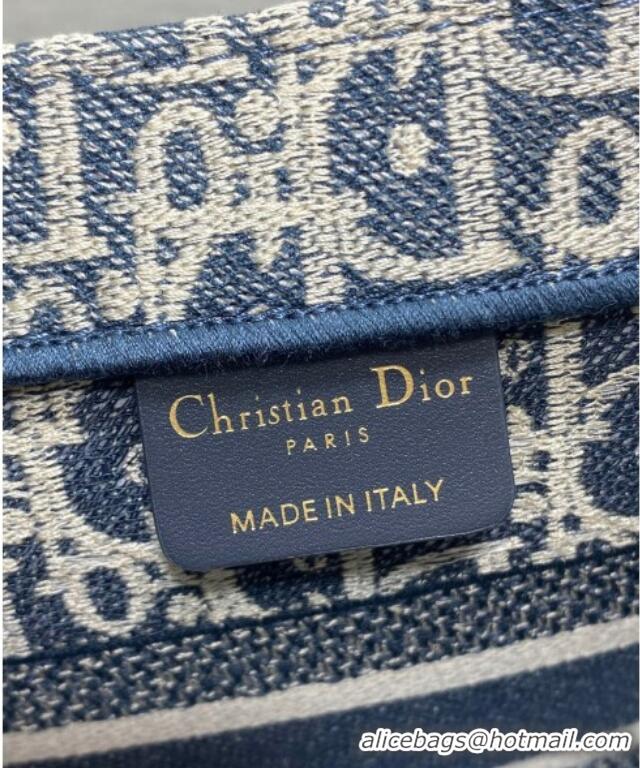 Christian Dior
PARIS
MADE IN ITALY
alicebags@hotmail.com